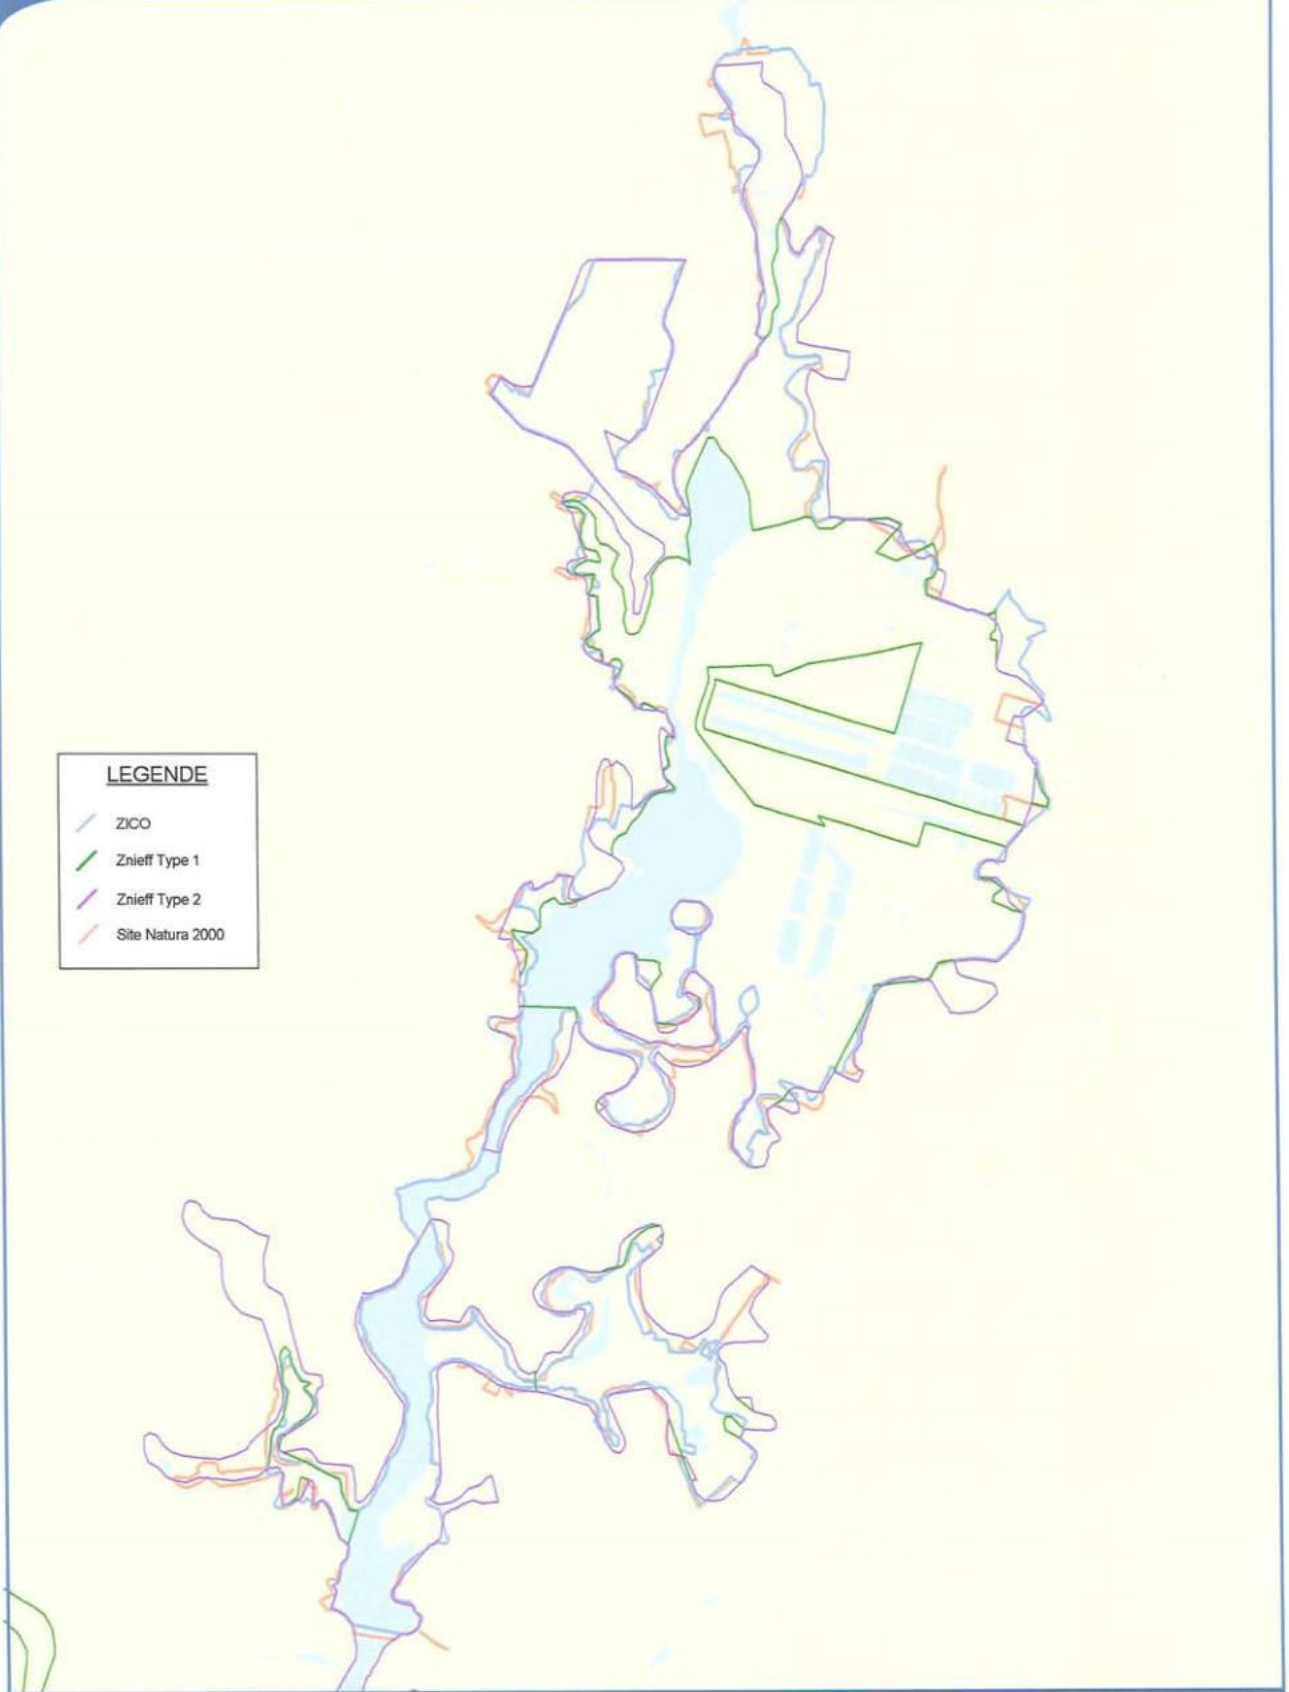 LEGENDE
ZICO
Znieff Type 1
Znieff Type 2
Site Natura 2000